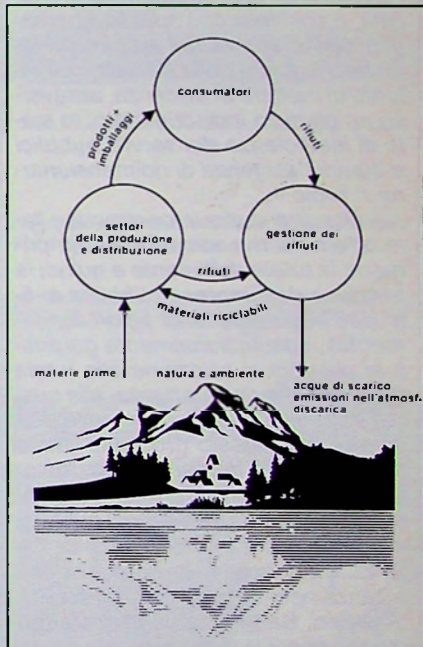 consumatori
prodotti*
imballaggi
rifiuti
settori
della produzione
e distribuzione
gestione dei
rifiuti
rifiuti
materiali riciclabili
materie prime
natura e ambiente
acque di scarico
emissioni nell'atmosf.
discarica